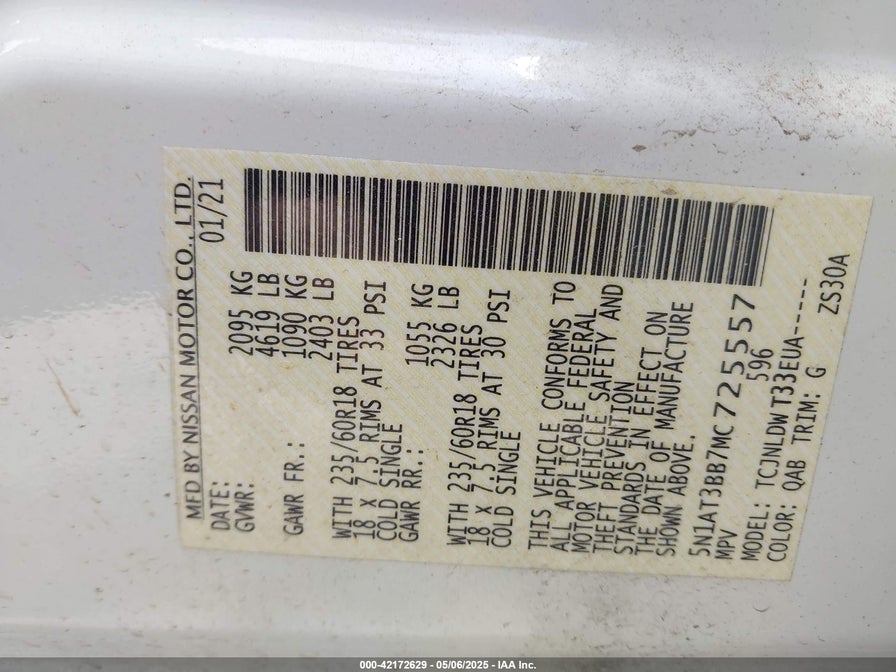 MFD BY NISSAN MOTOR CO., LTD.
DATE: 01/21
GVWR: 2095 KG
4619 LB
GAWR FR.: 1090 KG
2403 LB
WITH 235/60R18 TIRES
18 X 7.5 RIMS AT 33 PSI
COLD SINGLE
GAWR RR.: 1055 KG
2326 LB
WITH 235/60R18 TIRES
18 X 7.5 RIMS AT 30 PSI
COLD SINGLE
THIS VEHICLE CONFORMS TO
ALL APPLICABLE FEDERAL
MOTOR VEHICLE SAFETY AND
THEFT PREVENTION
STANDARDS IN EFFECT ON
THE DATE OF MANUFACTURE
SHOWN ABOVE.
5N1AT3BB7MC725557
MPV 596
MODEL: TCJNLDWT33EUA------
COLOR: QAB TRIM: G
ZS30A
000-42172629 - 05/06/2025 - IAA Inc.